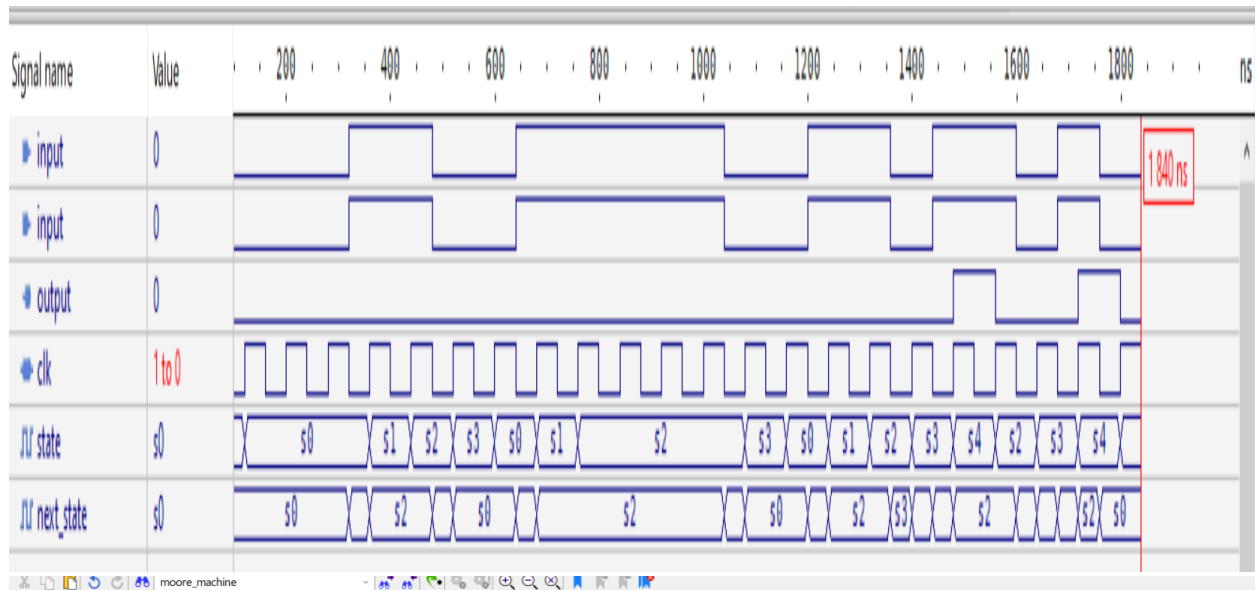 Signal name Value 200 400 600 800 1000 1200 1400 1600 1800 ns
input 0 1 840 ns
input 0
output 0
clk 1 to 0
state s0 s0 s1 s2 s3 s0 s1 s2 s3 s0 s1 s2 s3 s4 s2 s3 s4
next_state s0 s0 s2 s0 s2 s0 s2 s3 s2 s2 s0
moore_machine